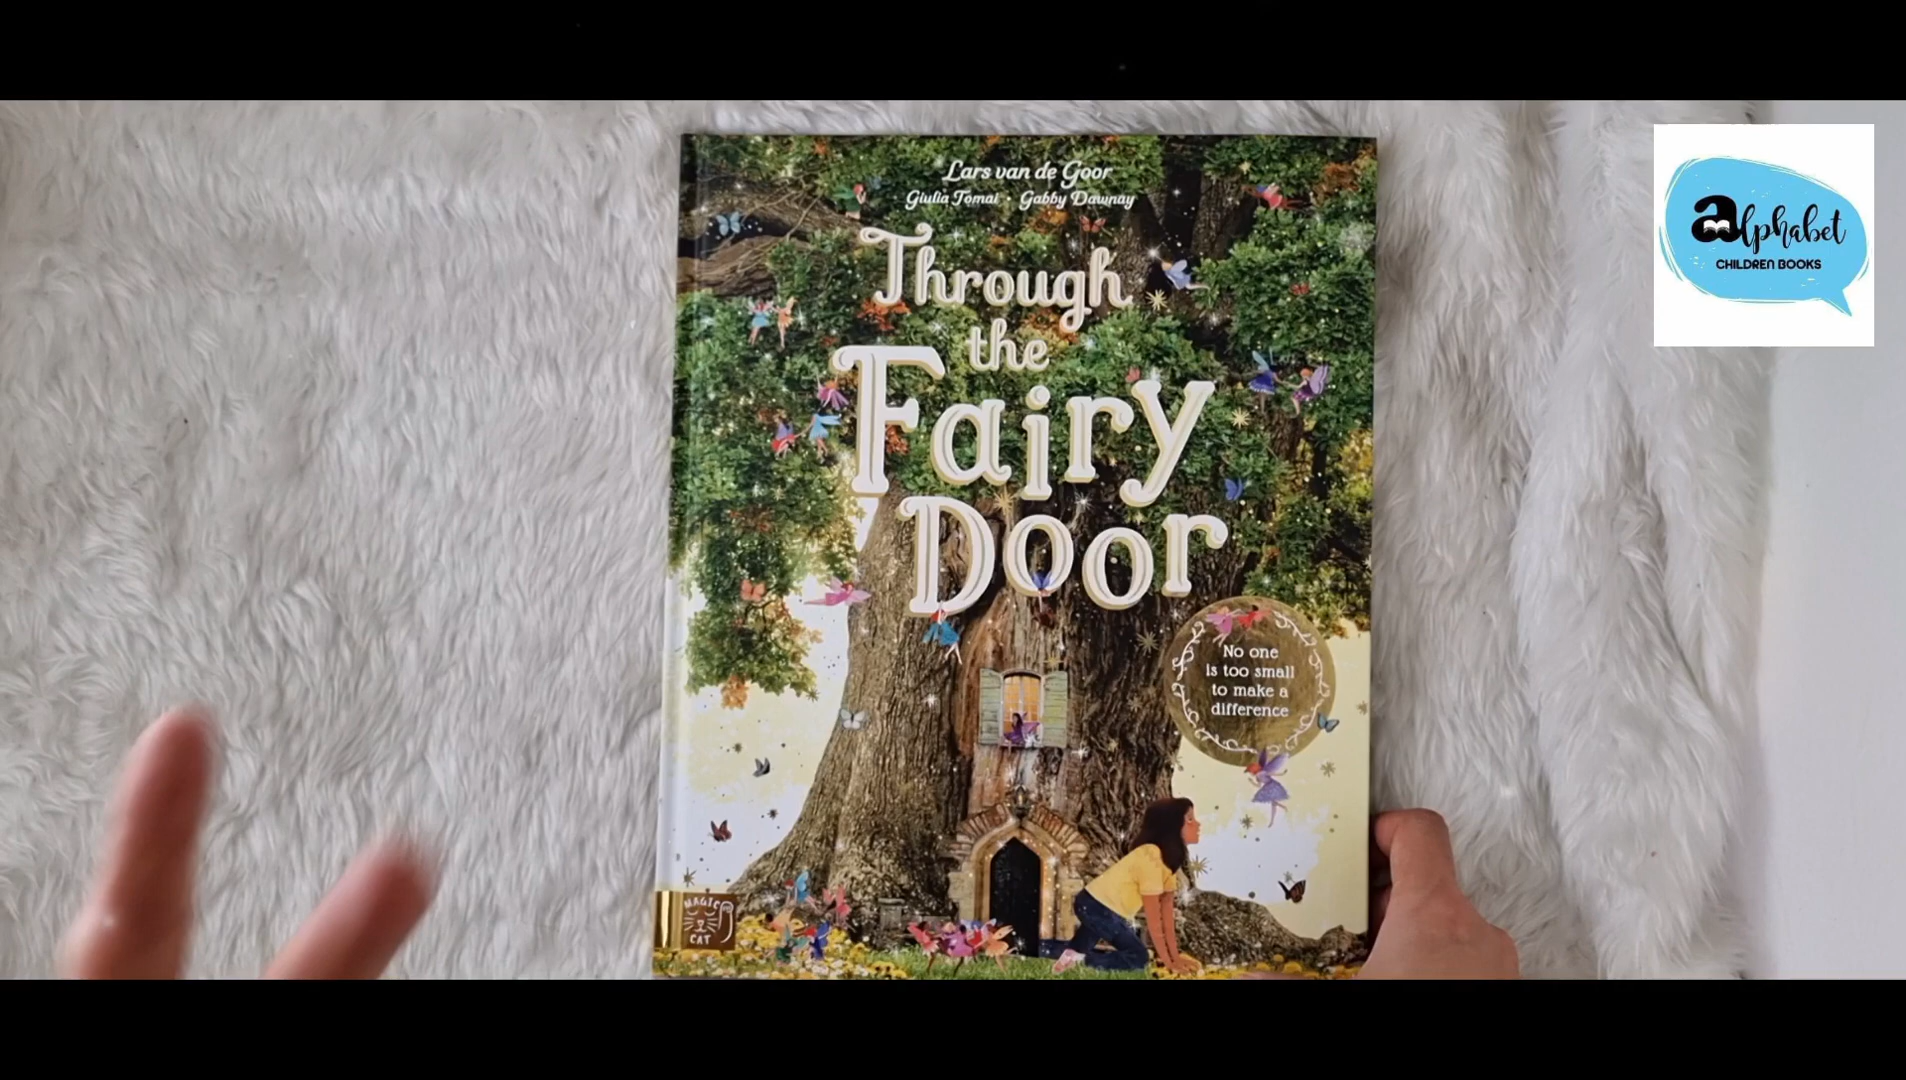 Lars van de Goor
Giulia Tomai · Gabby Dawnay
Through
the
Fairy
Door
No one
is too small
to make a
difference
MAGIC
CAT
alphabet
CHILDREN BOOKS